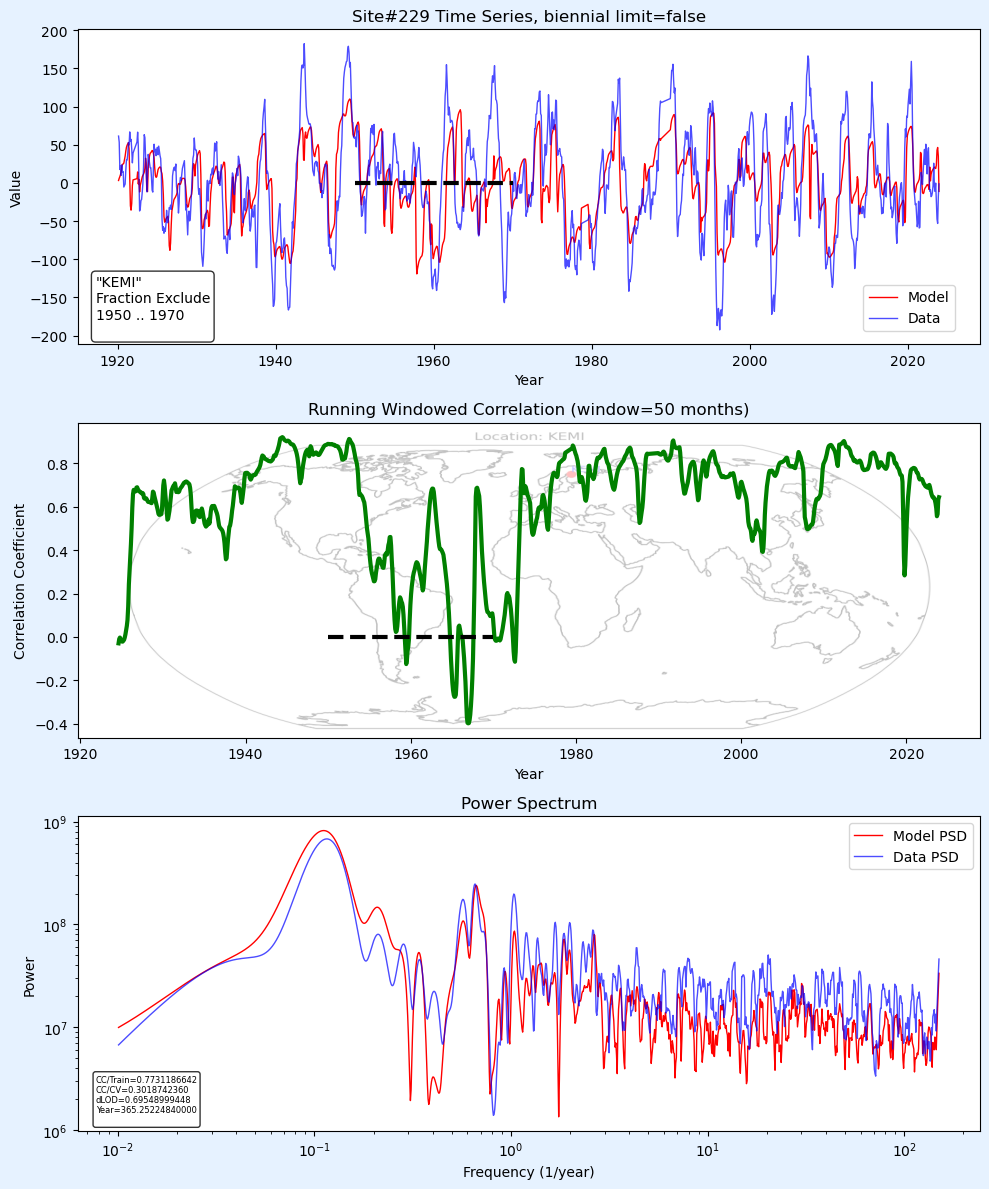 Site#229 Time Series, biennial limit=false
200
150
100
50
0
−50
−100
−150
−200
Value
"KEMI"
Fraction Exclude
1950 .. 1970
Model
Data
1920
1940
1960
1980
2000
2020
Year
Running Windowed Correlation (window=50 months)
Location: KEMI
0.8
0.6
0.4
0.2
0.0
−0.2
−0.4
Correlation Coefficient
1920
1940
1960
1980
2000
2020
Year
Power Spectrum
10⁹
10⁸
10⁷
10⁶
Power
Model PSD
Data PSD
CC/Train=0.7731186642
CC/CV=0.3018742360
dLOD=0.69548999448
Year=365.25224840000
10⁻²
10⁻¹
10⁰
10¹
10²
Frequency (1/year)